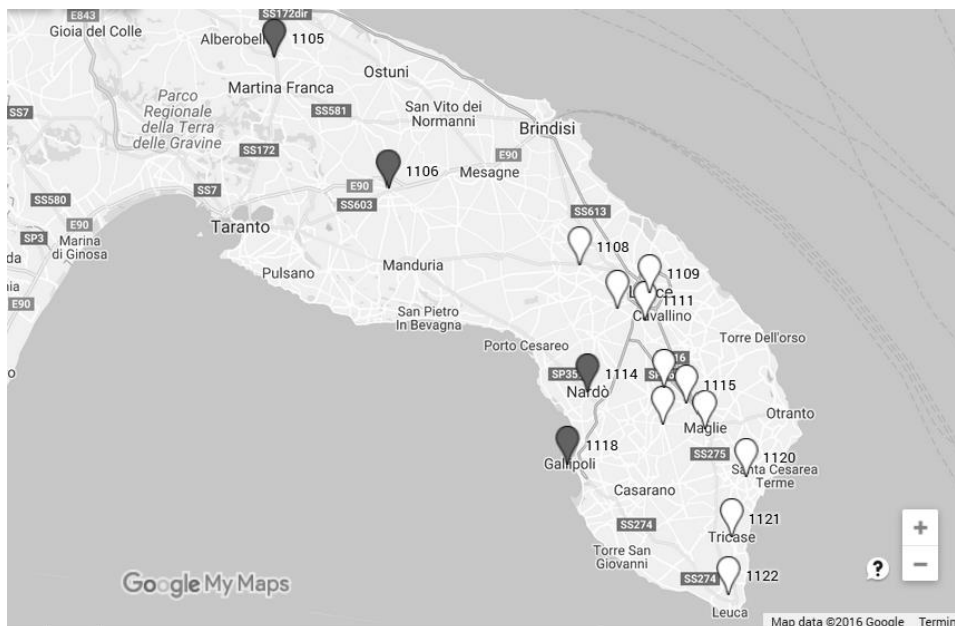 E843
SS172dir
Gioia del Colle
1105
Ostuni
Martina Franca
Parco
Regionale
della Terra
delle Gravine
SS7
SS581
San Vito dei
Normanni
Brindisi
SS172
1106
E90
Mesagne
E90
SS7
SS580
SS603
SS613
Taranto
E90
SP3
Marina
di Ginosa
1108
Manduria
1109
Pulsano
E90
1111
Cavallino
San Pietro
In Bevagna
Torre Dell'orso
Porto Cesareo
1114
1115
Nardò
Otranto
Maglie
1118
SS275
1120
Gallipoli
Santa Cesarea
Terme
Casarano
1121
SS274
Tricase
Torre San
Giovanni
SS274
1122
Leuca
+
−
?
Google My Maps
Map data ©2016 Google